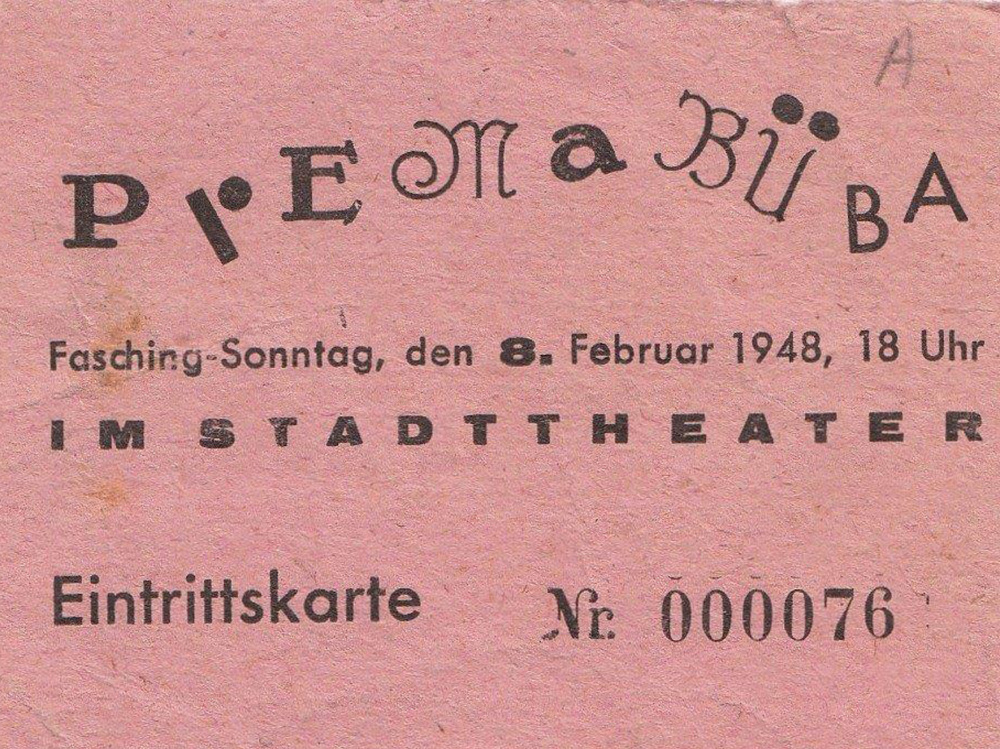 A
PrEMaBÜBA
Fasching-Sonntag, den 8. Februar 1948, 18 Uhr
IM STADTTHEATER
Eintrittskarte Nr. 000076